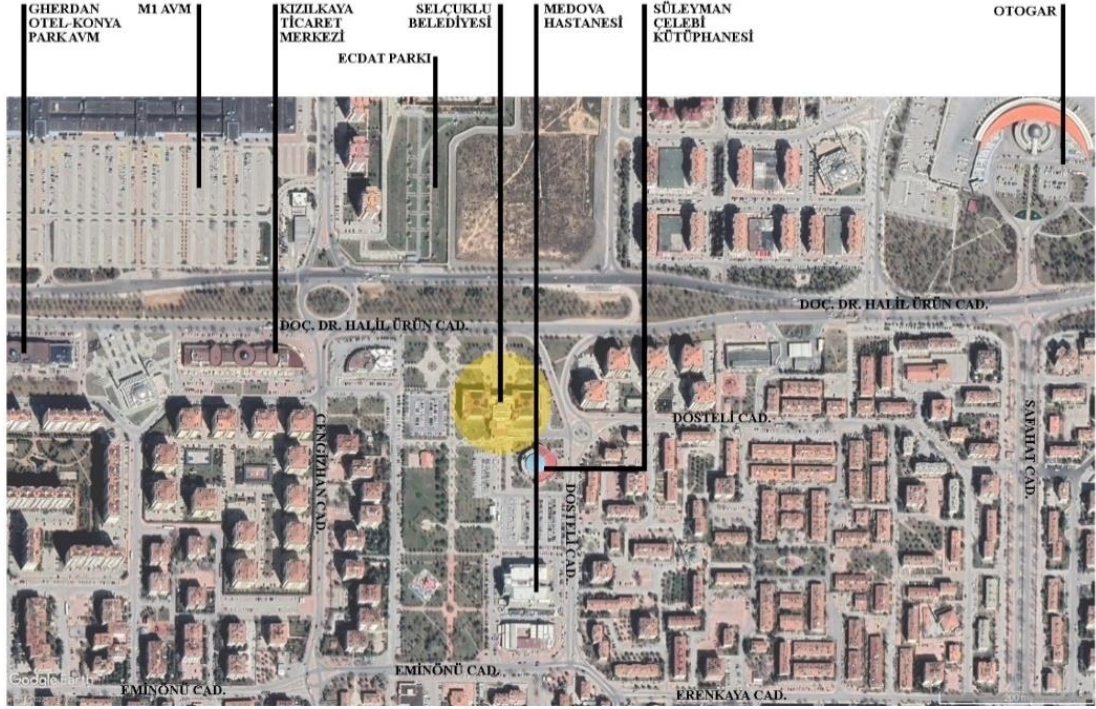 GHERDAN
OTEL-KONYA
PARK AVM
M1 AVM
KIZILKAYA
TİCARET
MERKEZİ
ECDAT PARKI
SELÇUKLU
BELEDİYESİ
MEDOVA
HASTANESİ
SÜLEYMAN
ÇELEBİ
KÜTÜPHANESİ
OTOGAR
DOÇ. DR. HALİL ÜRÜN CAD.
DOÇ. DR. HALİL ÜRÜN CAD.
CENGİZHAN CAD.
DOSTELİ CAD.
DOSTELİ CAD.
SAFAHAT CAD.
Google Earth
EMİNÖNÜ CAD.
EMİNÖNÜ CAD.
ERENKAYA CAD.